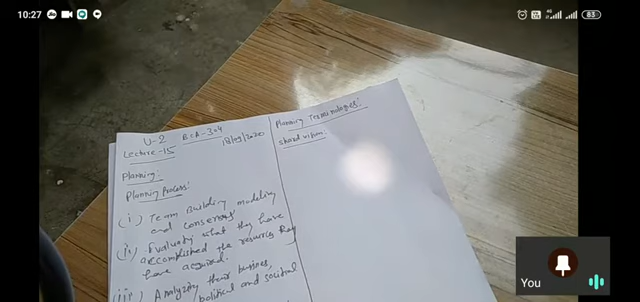 10:27
4G
83
U-2
BCA-304
Lecture-15
18/09/2020
Planning:
Planning Process:
(i) Team Building modeling
and consensus
(ii) Evaluating what they have
accomplished the resources they
have acquired.
(iii) Analyzing their business,
political and societal
Planning Terminologies:
Shared vision:
You